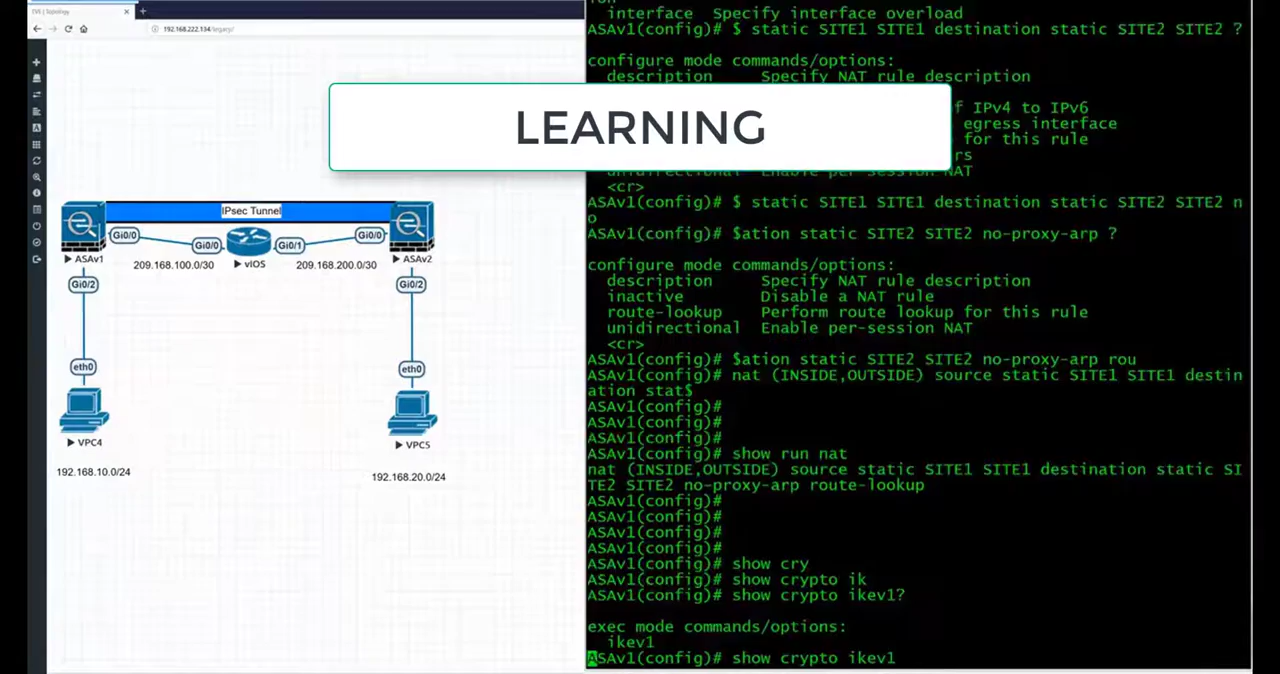 EVE | Topology
192.168.222.134/legacy/
LEARNING
IPsec Tunnel
Gi0/0
Gi0/0
Gi0/1
Gi0/0
ASAv1
209.168.100.0/30
vIOS
209.168.200.0/30
ASAv2
Gi0/2
Gi0/2
eth0
eth0
VPC4
VPC5
192.168.10.0/24
192.168.20.0/24
interface  Specify interface overload
ASAv1(config)# $ static SITE1 SITE1 destination static SITE2 SITE2 ?
configure mode commands/options:
description    Specify NAT rule description
f IPv4 to IPv6
egress interface
for this rule
rs
unidirectional  Enable per-session NAT
<cr>
ASAv1(config)# $ static SITE1 SITE1 destination static SITE2 SITE2 n
o
ASAv1(config)# $ation static SITE2 SITE2 no-proxy-arp ?
configure mode commands/options:
description     Specify NAT rule description
inactive        Disable a NAT rule
route-lookup    Perform route lookup for this rule
unidirectional  Enable per-session NAT
<cr>
ASAv1(config)# $ation static SITE2 SITE2 no-proxy-arp rou
ASAv1(config)# nat (INSIDE,OUTSIDE) source static SITE1 SITE1 destin
ation stat$
ASAv1(config)#
ASAv1(config)#
ASAv1(config)#
ASAv1(config)# show run nat
nat (INSIDE,OUTSIDE) source static SITE1 SITE1 destination static SI
TE2 SITE2 no-proxy-arp route-lookup
ASAv1(config)#
ASAv1(config)#
ASAv1(config)#
ASAv1(config)#
ASAv1(config)# show cry
ASAv1(config)# show crypto ik
ASAv1(config)# show crypto ikev1?
exec mode commands/options:
ikev1
ASAv1(config)# show crypto ikev1